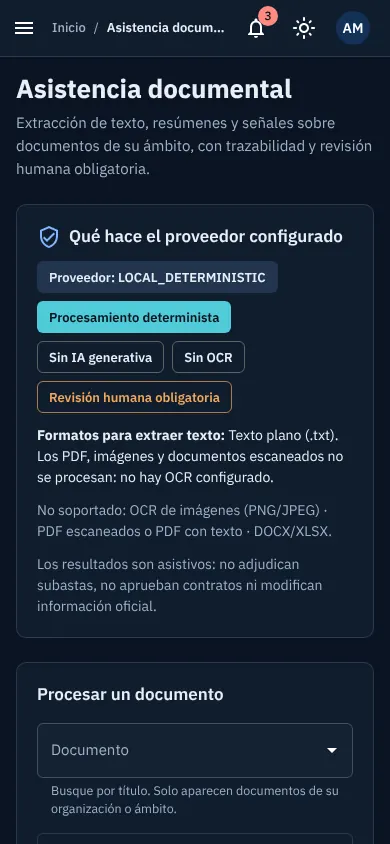 Inicio / Asistencia docum... 3 AM
Asistencia documental
Extracción de texto, resúmenes y señales sobre
documentos de su ámbito, con trazabilidad y revisión
humana obligatoria.
Qué hace el proveedor configurado
Proveedor: LOCAL_DETERMINISTIC
Procesamiento determinista
Sin IA generativa Sin OCR
Revisión humana obligatoria
Formatos para extraer texto: Texto plano (.txt).
Los PDF, imágenes y documentos escaneados no
se procesan: no hay OCR configurado.
No soportado: OCR de imágenes (PNG/JPEG) ·
PDF escaneados o PDF con texto · DOCX/XLSX.
Los resultados son asistivos: no adjudican
subastas, no aprueban contratos ni modifican
información oficial.
Procesar un documento
Documento
Busque por título. Solo aparecen documentos de su
organización o ámbito.